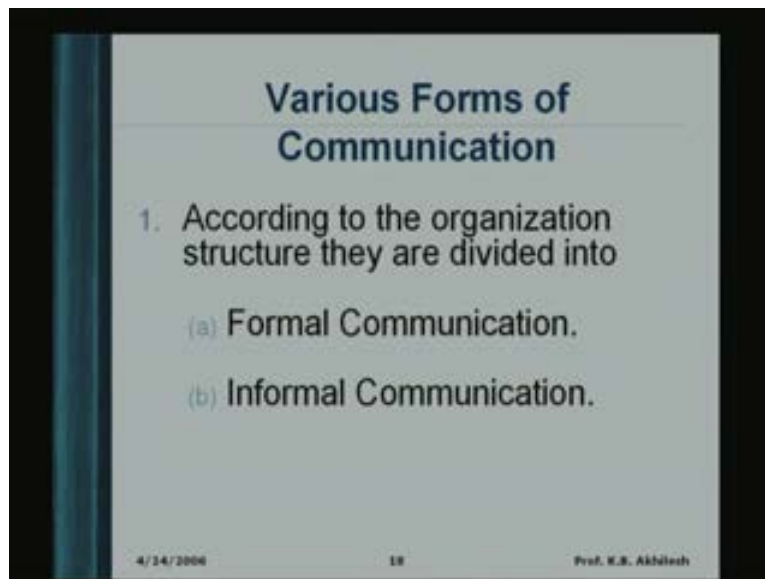 Various Forms of
Communication
1. According to the organization
structure they are divided into
(a) Formal Communication.
(b) Informal Communication.
4/24/2006 18 Prof. K.B. Akhilesh